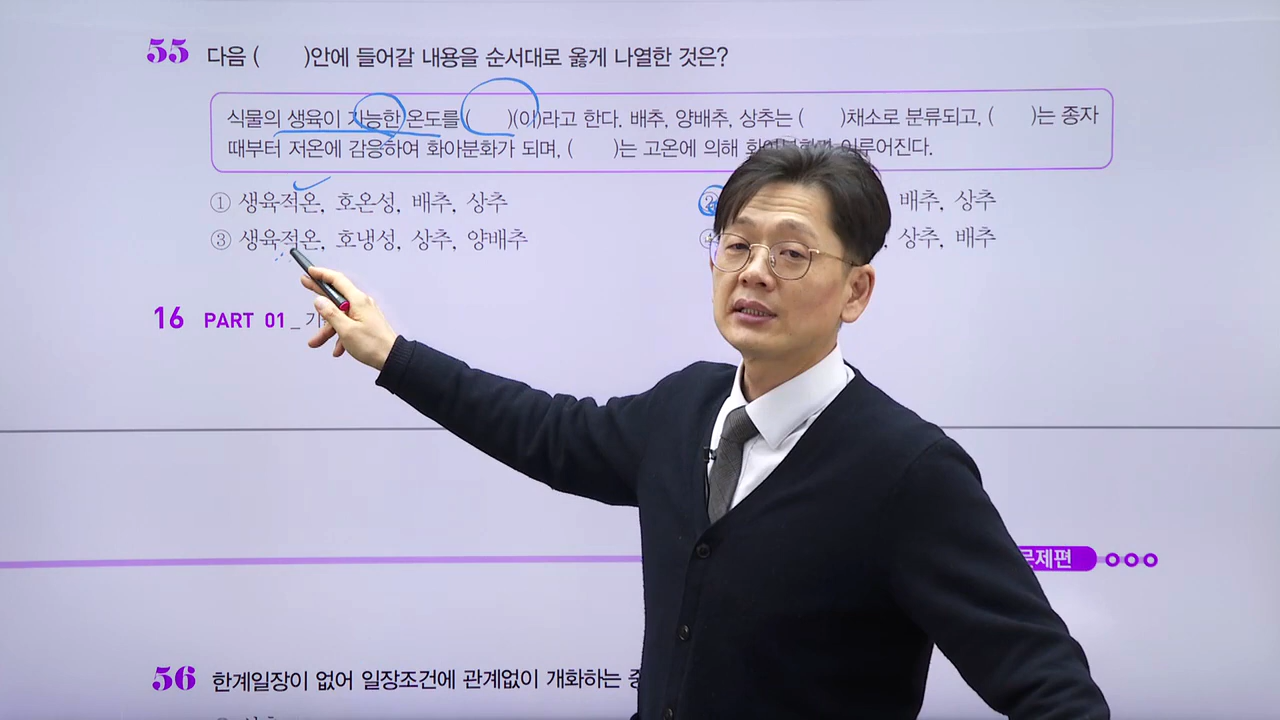 55 다음 ( )안에 들어갈 내용을 순서대로 옳게 나열한 것은?
식물의 생육이 가능한 온도를 ( )(이)라고 한다. 배추, 양배추, 상추는 ( )채소로 분류되고, ( )는 종자
때부터 저온에 감응하여 화아분화가 되며, ( )는 고온에 의해 이루어진다.
① 생육적온, 호온성, 배추, 상추
② 배추, 상추
③ 생육적온, 호냉성, 상추, 양배추
④ 상추, 배추
16 PART 01 _
문제편
56 한계일장이 없어 일장조건에 관계없이 개화하는